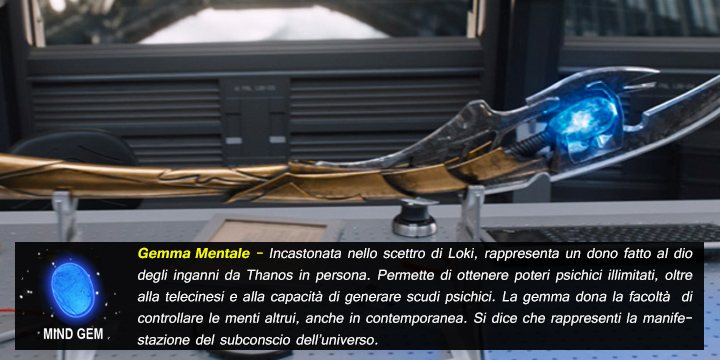 Gemma Mentale - Incastonata nello scettro di Loki, rappresenta un dono fatto al dio
degli inganni da Thanos in persona. Permette di ottenere poteri psichici illimitati, oltre
alla telecinesi e alla capacità di generare scudi psichici. La gemma dona la facoltà di
controllare le menti altrui, anche in contemporanea. Si dice che rappresenti la manife-
stazione del subconscio dell'universo.
MIND GEM